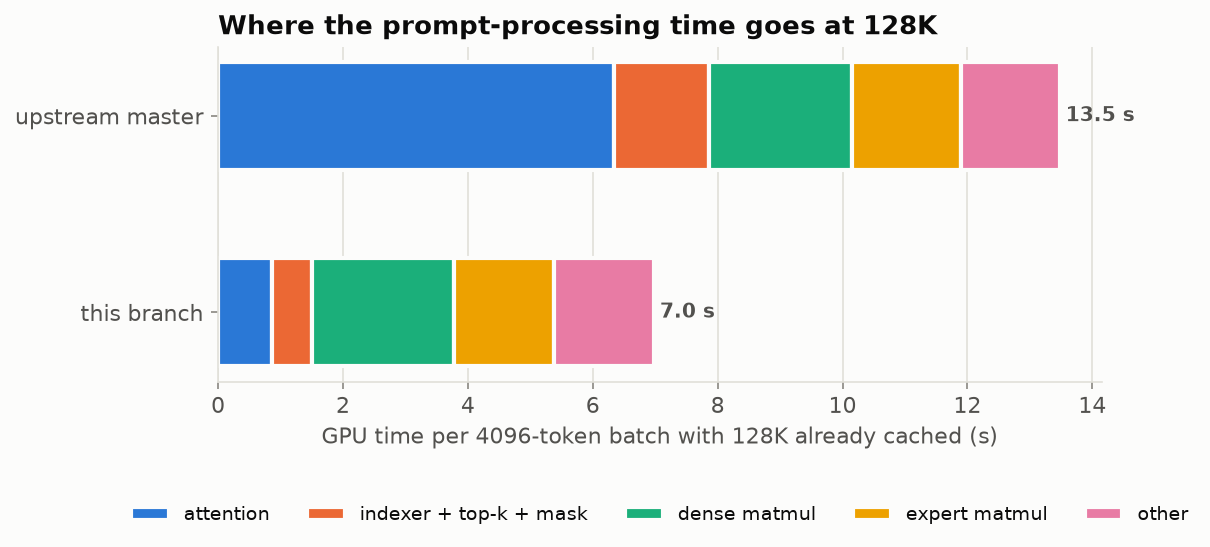 Where the prompt-processing time goes at 128K
upstream master
13.5 s
this branch
7.0 s
0 2 4 6 8 10 12 14
GPU time per 4096-token batch with 128K already cached (s)
attention indexer + top-k + mask dense matmul expert matmul other